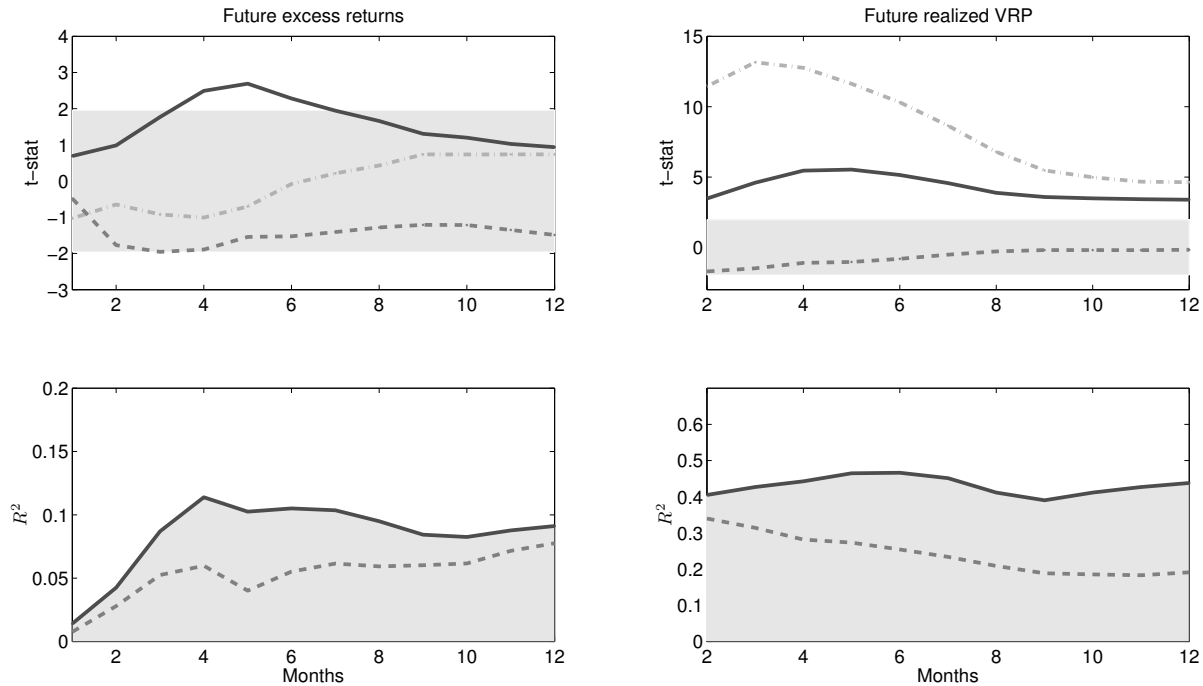 Future excess returns
4
3
2
1
0
−1
−2
−3
t−stat
2 4 6 8 10 12
Future realized VRP
15
10
5
0
t−stat
2 4 6 8 10 12
0.2
0.15
0.1
0.05
0
R²
2 4 6 8 10 12
Months
0.6
0.5
0.4
0.3
0.2
0.1
0
R²
2 4 6 8 10 12
Months